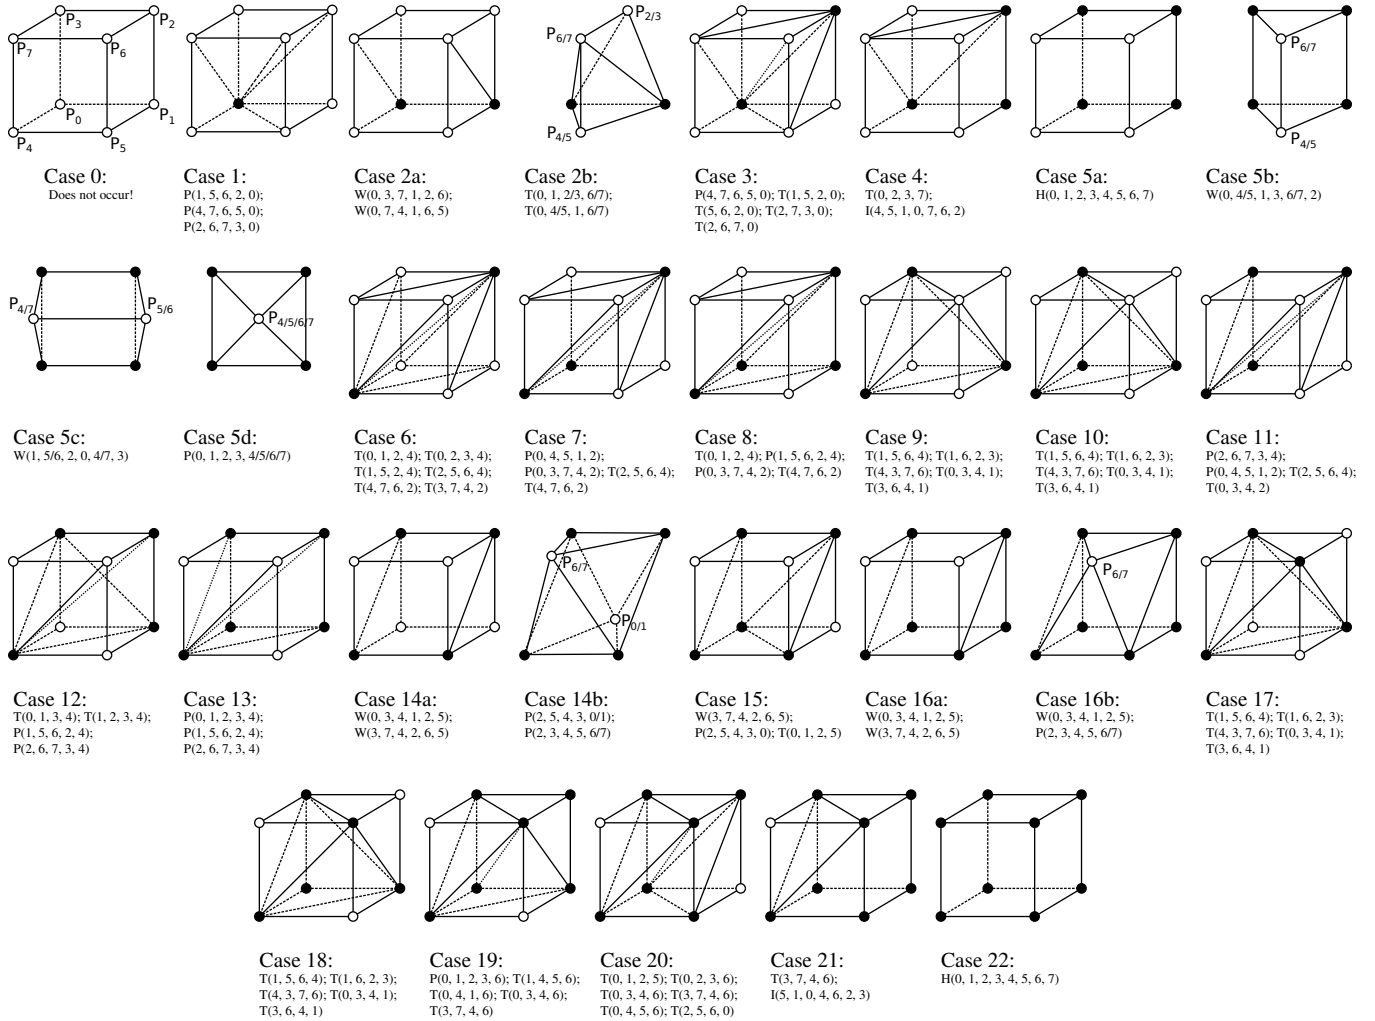 P3 P2 P7 P6 P0 P1 P4 P5
P2/3 P6/7 P4/5
P6/7 P4/5
Case 0: Case 1: Case 2a: Case 2b: Case 3: Case 4: Case 5a: Case 5b:
Does not occur!
P(1, 5, 6, 2, 0);
P(4, 7, 6, 5, 0);
P(2, 6, 7, 3, 0)
W(0, 3, 7, 1, 2, 6);
W(0, 7, 4, 1, 6, 5)
T(0, 1, 2/3, 6/7);
T(0, 4/5, 1, 6/7)
P(4, 7, 6, 5, 0); T(1, 5, 2, 0);
T(5, 6, 2, 0); T(2, 7, 3, 0);
T(2, 6, 7, 0)
T(0, 2, 3, 7);
I(4, 5, 1, 0, 7, 6, 2)
H(0, 1, 2, 3, 4, 5, 6, 7)
W(0, 4/5, 1, 3, 6/7, 2)
P4/7 P5/6
P4/5/6/7
Case 5c: Case 5d: Case 6: Case 7: Case 8: Case 9: Case 10: Case 11:
W(1, 5/6, 2, 0, 4/7, 3)
P(0, 1, 2, 3, 4/5/6/7)
T(0, 1, 2, 4); T(0, 2, 3, 4);
T(1, 5, 2, 4); T(2, 5, 6, 4);
T(4, 7, 6, 2); T(3, 7, 4, 2)
P(0, 4, 5, 1, 2);
P(0, 3, 7, 4, 2); T(2, 5, 6, 4);
T(4, 7, 6, 2)
T(0, 1, 2, 4); P(1, 5, 6, 2, 4);
P(0, 3, 7, 4, 2); T(4, 7, 6, 2)
T(1, 5, 6, 4); T(1, 6, 2, 3);
T(4, 3, 7, 6); T(0, 3, 4, 1);
T(3, 6, 4, 1)
T(1, 5, 6, 4); T(1, 6, 2, 3);
T(4, 3, 7, 6); T(0, 3, 4, 1);
T(3, 6, 4, 1)
P(2, 6, 7, 3, 4);
P(0, 4, 5, 1, 2); T(2, 5, 6, 4);
T(0, 3, 4, 2)
P6/7 P0/1
P6/7
Case 12: Case 13: Case 14a: Case 14b: Case 15: Case 16a: Case 16b: Case 17:
T(0, 1, 3, 4); T(1, 2, 3, 4);
P(1, 5, 6, 2, 4);
P(2, 6, 7, 3, 4)
P(0, 1, 2, 3, 4);
P(1, 5, 6, 2, 4);
P(2, 6, 7, 3, 4)
W(0, 3, 4, 1, 2, 5);
W(3, 7, 4, 2, 6, 5)
P(2, 5, 4, 3, 0/1);
P(2, 3, 4, 5, 6/7)
W(3, 7, 4, 2, 6, 5);
P(2, 5, 4, 3, 0); T(0, 1, 2, 5)
W(0, 3, 4, 1, 2, 5);
W(3, 7, 4, 2, 6, 5)
W(0, 3, 4, 1, 2, 5);
P(2, 3, 4, 5, 6/7)
T(1, 5, 6, 4); T(1, 6, 2, 3);
T(4, 3, 7, 6); T(0, 3, 4, 1);
T(3, 6, 4, 1)
Case 18: Case 19: Case 20: Case 21: Case 22:
T(1, 5, 6, 4); T(1, 6, 2, 3);
T(4, 3, 7, 6); T(0, 3, 4, 1);
T(3, 6, 4, 1)
P(0, 1, 2, 3, 6); T(1, 4, 5, 6);
T(0, 4, 1, 6); T(0, 3, 4, 6);
T(3, 7, 4, 6)
T(0, 1, 2, 5); T(0, 2, 3, 6);
T(0, 3, 4, 6); T(3, 7, 4, 6);
T(0, 4, 5, 6); T(2, 5, 6, 0)
T(3, 7, 4, 6);
I(5, 1, 0, 4, 6, 2, 3)
H(0, 1, 2, 3, 4, 5, 6, 7)